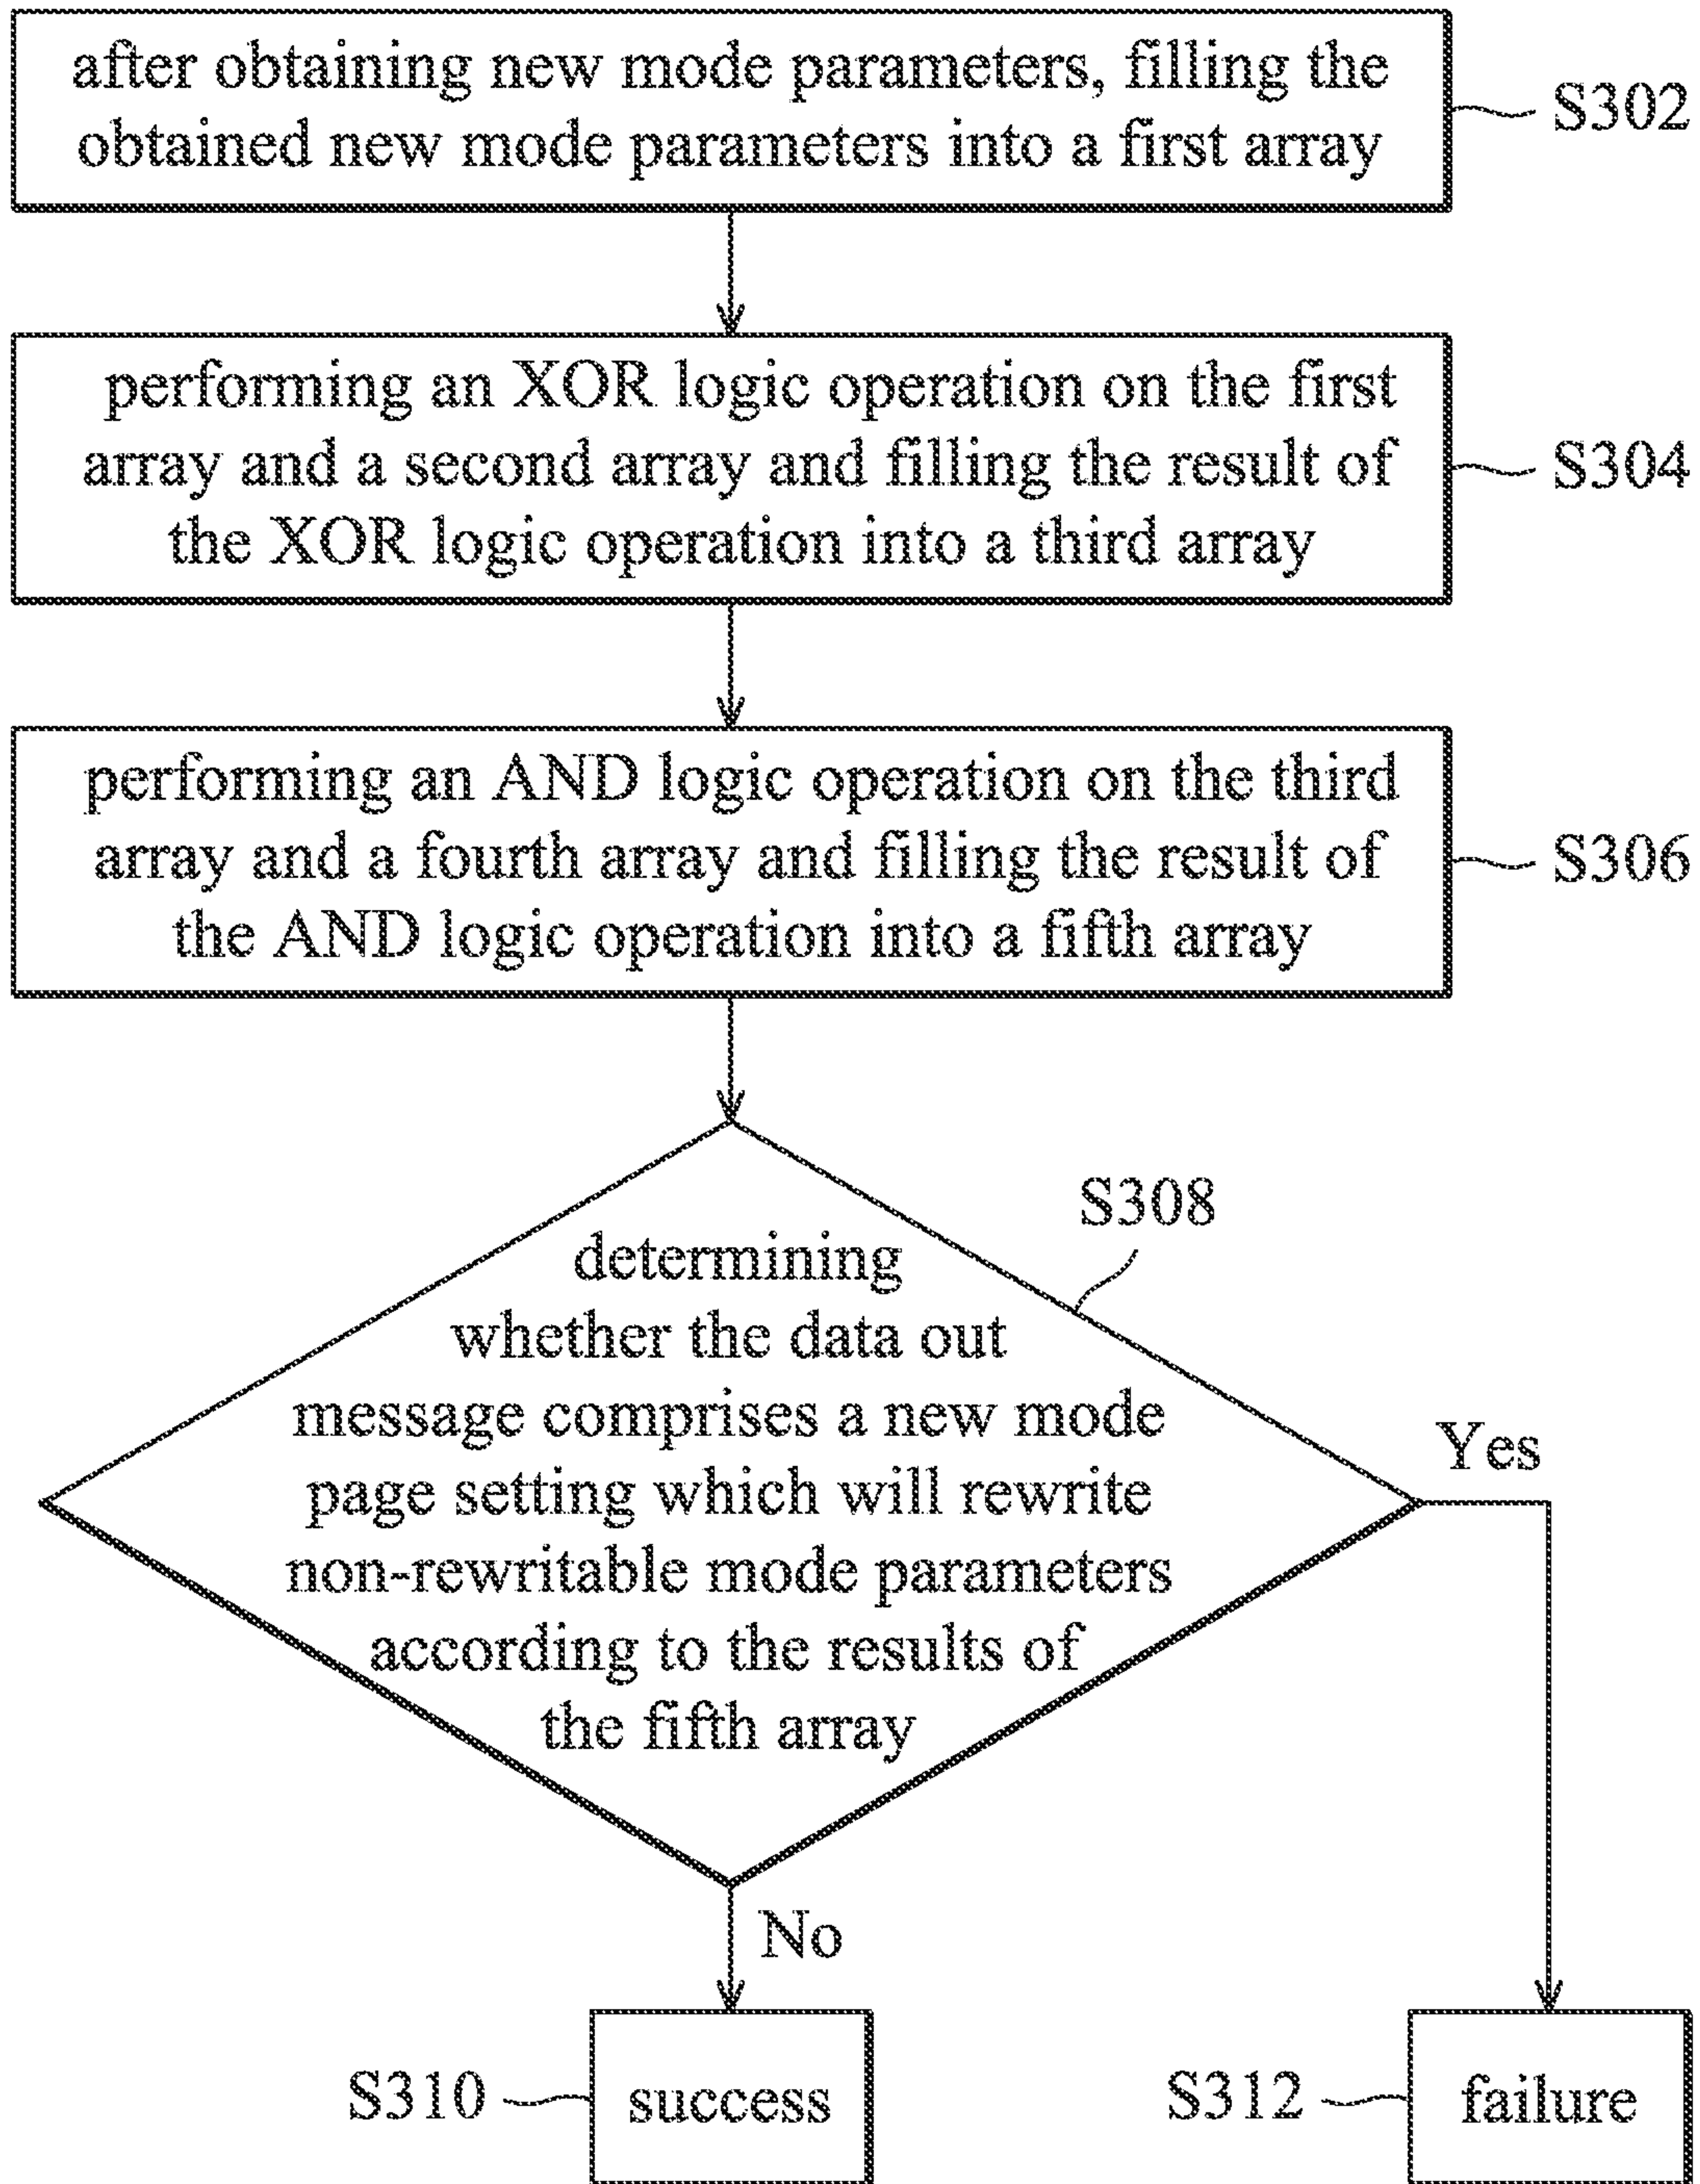 after obtaining new mode parameters, filling the
obtained new mode parameters into a first array
S302
performing an XOR logic operation on the first
array and a second array and filling the result of
the XOR logic operation into a third array
S304
performing an AND logic operation on the third
array and a fourth array and filling the result of
the AND logic operation into a fifth array
S306
S308
determining
whether the data out
message comprises a new mode
page setting which will rewrite
non-rewritable mode parameters
according to the results of
the fifth array
Yes
No
S310
success
S312
failure